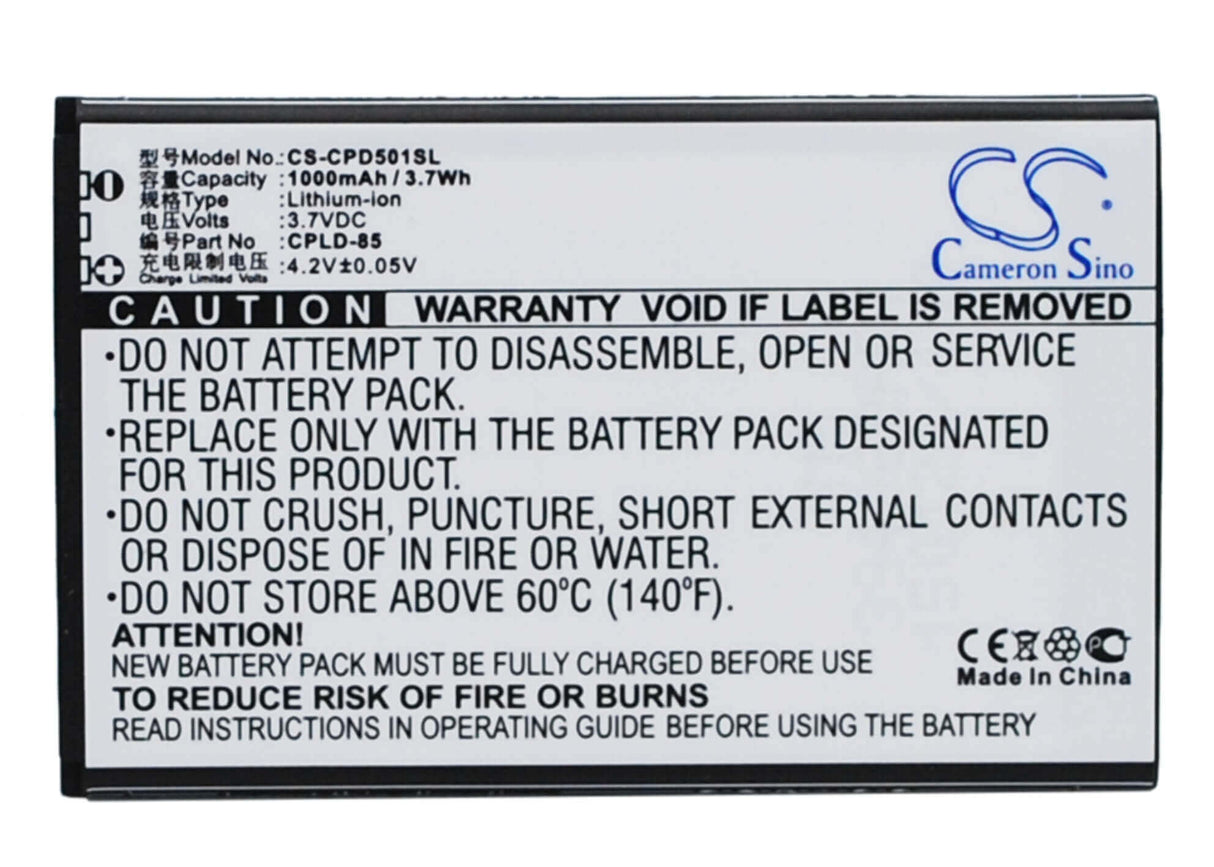 型号Model No.: CS-CPD501SL
容量Capacity :1000mAh / 3.7Wh
规格Type :Lithium-ion
电压Volts :3.7VDC
编号Part No :CPLD-85
充电限制电压 :4.2V±0.05V
Charge Limited Volts
CS
Cameron Sino
CAUTION WARRANTY VOID IF LABEL IS REMOVED
•DO NOT ATTEMPT TO DISASSEMBLE, OPEN OR SERVICE
THE BATTERY PACK.
•REPLACE ONLY WITH THE BATTERY PACK DESIGNATED
FOR THIS PRODUCT.
•DO NOT CRUSH, PUNCTURE, SHORT EXTERNAL CONTACTS
OR DISPOSE OF IN FIRE OR WATER.
•DO NOT STORE ABOVE 60°C (140°F).
ATTENTION!
NEW BATTERY PACK MUST BE FULLY CHARGED BEFORE USE
TO REDUCE RISK OF FIRE OR BURNS
READ INSTRUCTIONS IN OPERATING GUIDE BEFORE USING THE BATTERY
CE
Made In China